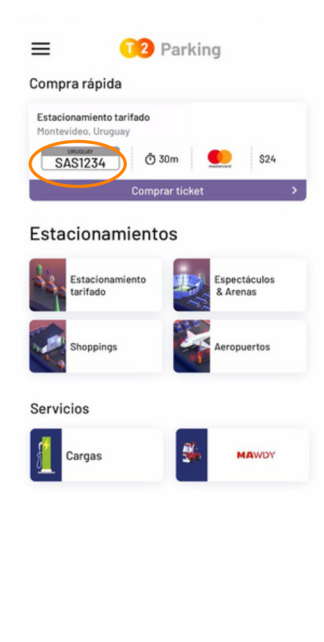 T2 Parking
Compra rápida
Estacionamiento tarifado
Montevideo, Uruguay
URUGUAY
SAS1234
30m
mastercard
$24
Comprar ticket
Estacionamientos
Estacionamiento
tarifado
Espectáculos
& Arenas
Shoppings
Aeropuertos
Servicios
Cargas
MAWDY